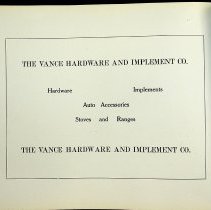 THE VANCE HARDWARE AND IMPLEMENT CO.
Hardware Implements
Auto Accessories
Stoves and Ranges
THE VANCE HARDWARE AND IMPLEMENT CO.